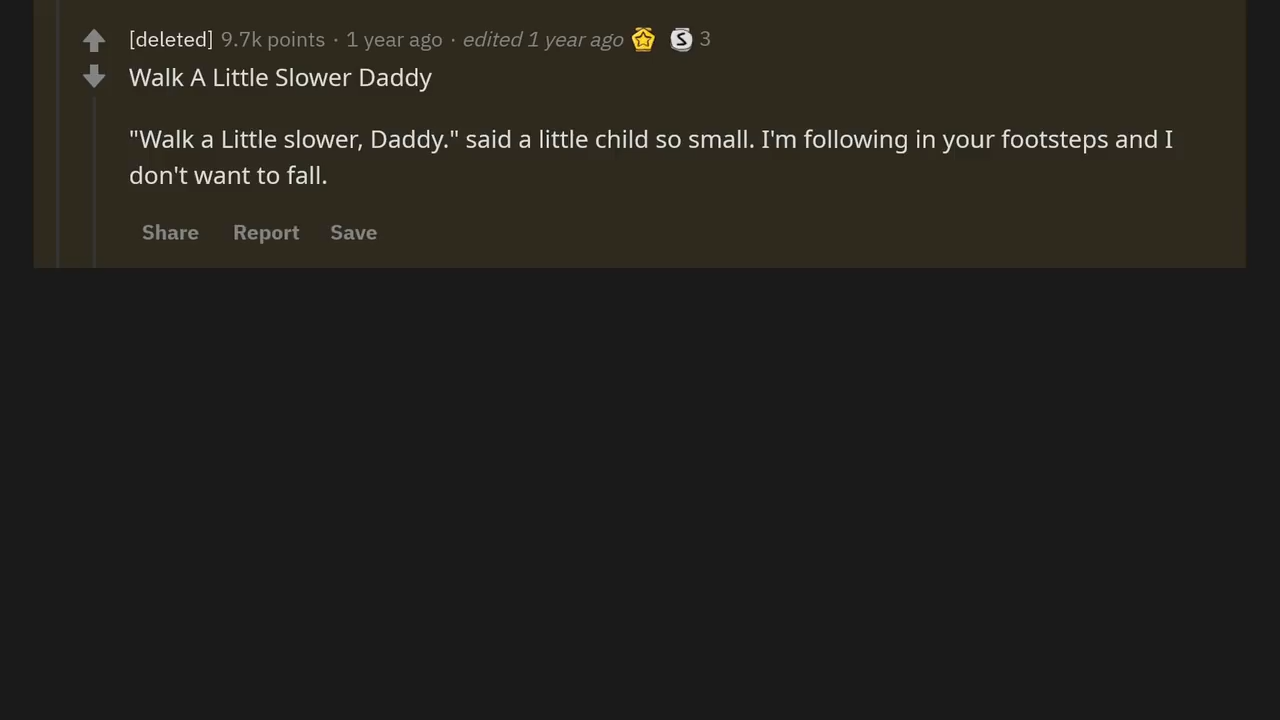 [deleted] 9.7k points · 1 year ago · edited 1 year ago S 3
Walk A Little Slower Daddy
"Walk a Little slower, Daddy." said a little child so small. I'm following in your footsteps and I
don't want to fall.
Share Report Save